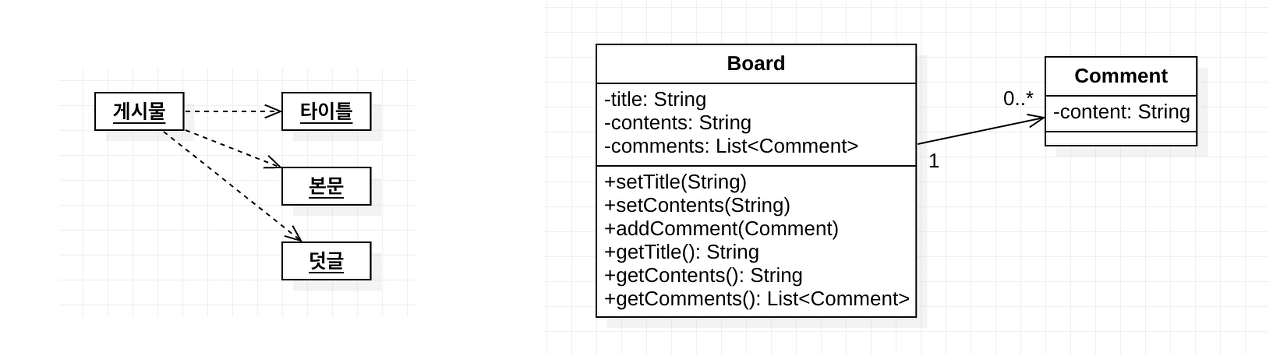 게시물
타이틀
본문
덧글
Board
-title: String
-contents: String
-comments: List<Comment>
+setTitle(String)
+setContents(String)
+addComment(Comment)
+getTitle(): String
+getContents(): String
+getComments(): List<Comment>
1
0..*
Comment
-content: String